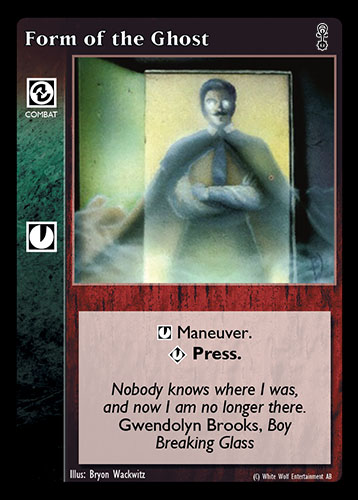 Form of the Ghost
COMBAT
Maneuver.
Press.
Nobody knows where I was,
and now I am no longer there.
Gwendolyn Brooks, Boy
Breaking Glass
Illus: Bryon Wackwitz
(C) White Wolf Entertainment AB